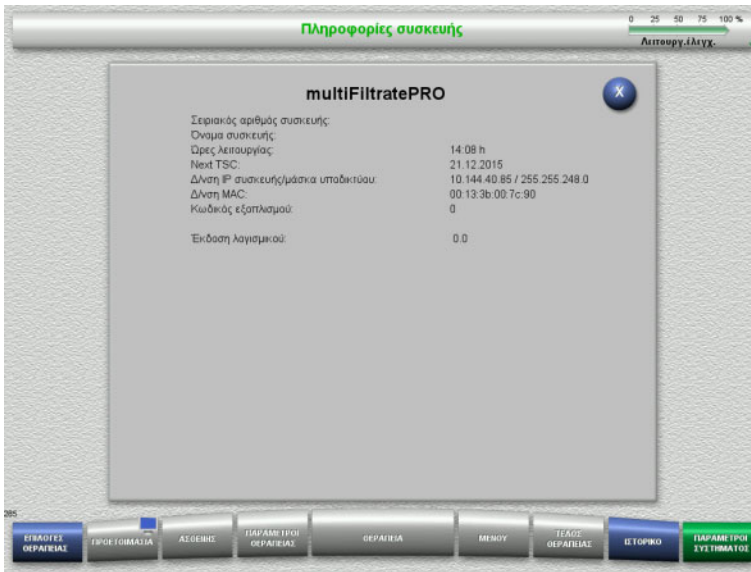 Πληροφορίες συσκευής
0 25 50 75 100 %
Λειτουργ.έλεγχ.
multiFiltratePRO
X
Σειριακός αριθμός συσκευής:
Όνομα συσκευής:
Ώρες λειτουργίας: 14:08 h
Next TSC: 21.12.2015
Δ/νση IP συσκευής/μάσκα υποδικτύου: 10.144.40.85 / 255.255.248.0
Δ/νση MAC: 00:13:3b:00:7c:90
Κωδικός εξοπλισμού: 0
Έκδοση λογισμικού: 0.0
285
ΕΠΙΛΟΓΕΣ ΘΕΡΑΠΕΙΑΣ
ΠΡΟΕΤΟΙΜΑΣΙΑ
ΑΣΘΕΝΗΣ
ΠΑΡΑΜΕΤΡΟΙ ΘΕΡΑΠΕΙΑΣ
ΘΕΡΑΠΕΙΑ
ΜΕΝΟΥ
ΤΕΛΟΣ ΘΕΡΑΠΕΙΑΣ
ΙΣΤΟΡΙΚΟ
ΠΑΡΑΜΕΤΡΟΙ ΣΥΣΤΗΜΑΤΟΣ